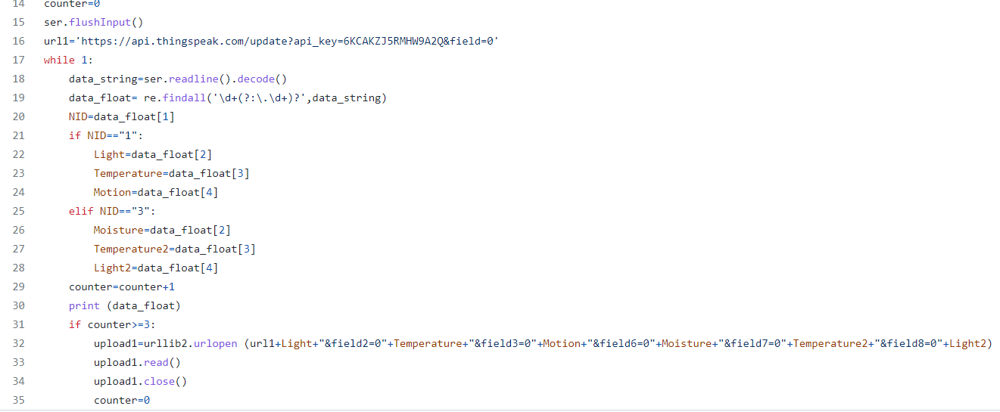 14 counter=0
15 ser.flushInput()
16 url1='https://api.thingspeak.com/update?api_key=6KCAKZJ5RMHW9A2Q&field=0'
17 while 1:
18     data_string=ser.readline().decode()
19     data_float= re.findall('\d+(?:\.\d+)?',data_string)
20     NID=data_float[1]
21     if NID=="1":
22         Light=data_float[2]
23         Temperature=data_float[3]
24         Motion=data_float[4]
25     elif NID=="3":
26         Moisture=data_float[2]
27         Temperature2=data_float[3]
28         Light2=data_float[4]
29     counter=counter+1
30     print (data_float)
31     if counter>=3:
32         upload1=urllib2.urlopen (url1+Light+"&field2=0"+Temperature+"&field3=0"+Motion+"&field6=0"+Moisture+"&field7=0"+Temperature2+"&field8=0"+Light2)
33         upload1.read()
34         upload1.close()
35         counter=0